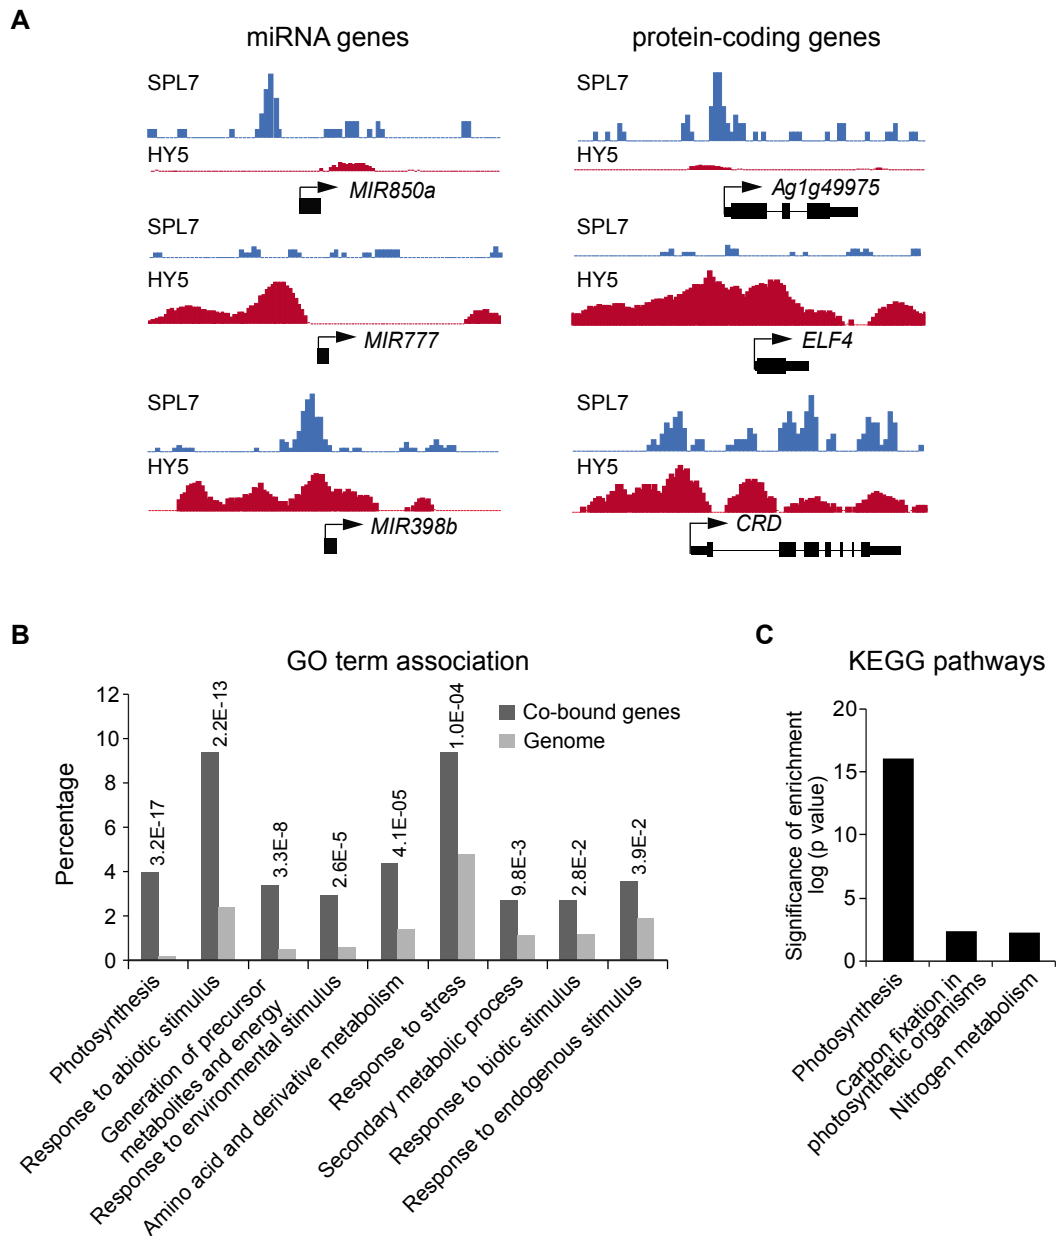 A
miRNA genes
protein-coding genes
SPL7
HY5
MIR850a
SPL7
HY5
Ag1g49975
SPL7
HY5
MIR777
SPL7
HY5
ELF4
SPL7
HY5
MIR398b
SPL7
HY5
CRD
B
GO term association
Percentage
12
10
8
6
4
2
0
3.2E-17
2.2E-13
3.3E-8
2.6E-5
4.1E-05
1.0E-04
9.8E-3
2.8E-2
3.9E-2
Co-bound genes
Genome
Photosynthesis
Response to abiotic stimulus
Generation of precursor
metabolites and energy
Response to environmental stimulus
Amino acid and derivative metabolism
Response to stress
Secondary metabolic process
Response to biotic stimulus
Response to endogenous stimulus
C
KEGG pathways
Significance of enrichment
log (p value)
20
15
10
5
0
Photosynthesis
Carbon fixation in
photosynthetic organisms
Nitrogen metabolism